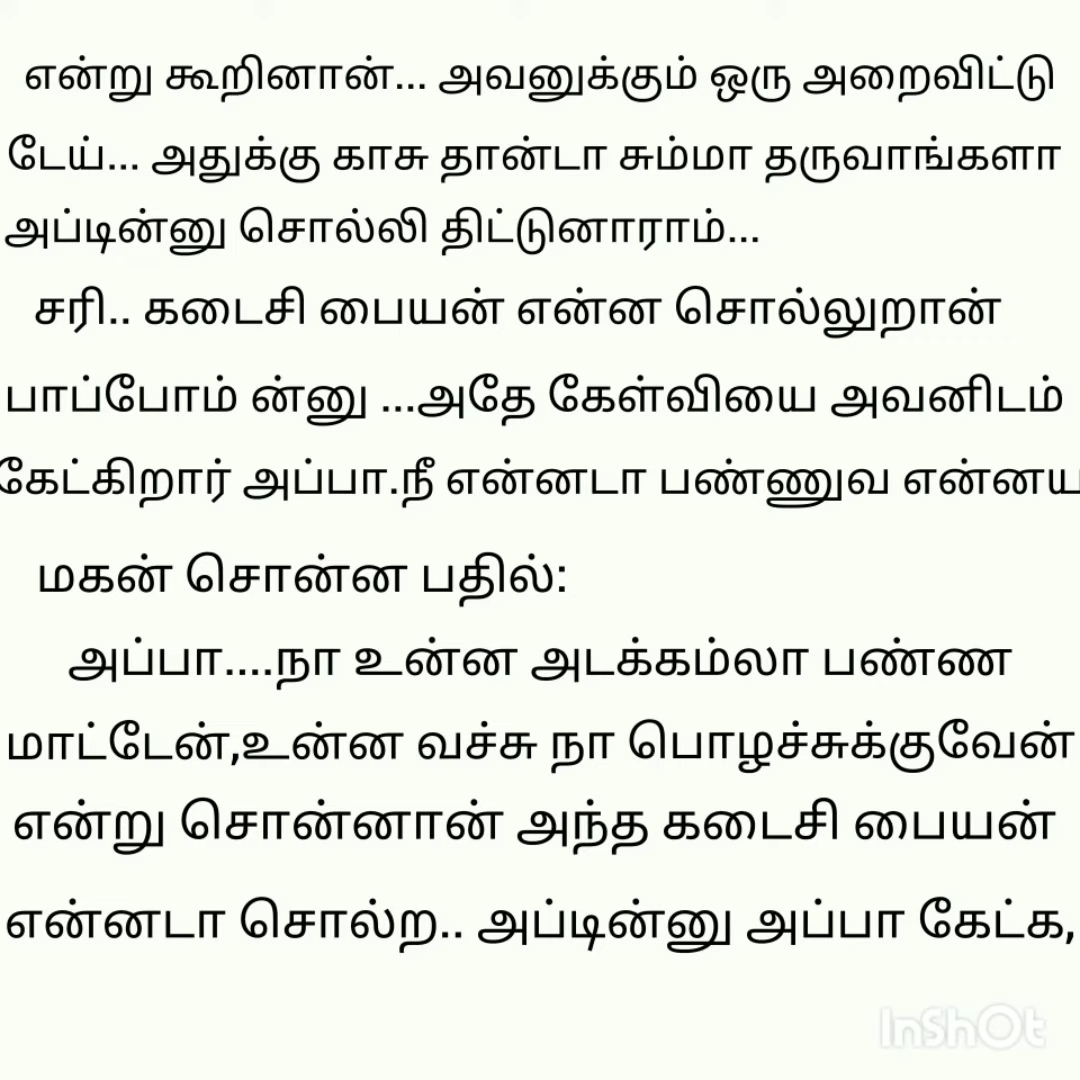 என்று கூறினான்... அவனுக்கும் ஒரு அறைவிட்டு
டேய்... அதுக்கு காசு தான்டா சும்மா தருவாங்களா
அப்டின்னு சொல்லி திட்டுனாராம்...
சரி.. கடைசி பையன் என்ன சொல்லுறான்
பாப்போம் ன்னு ...அதே கேள்வியை அவனிடம்
கேட்கிறார் அப்பா.நீ என்னடா பண்ணுவ என்னய
மகன் சொன்ன பதில்:
அப்பா....நா உன்ன அடக்கம்லா பண்ண
மாட்டேன்,உன்ன வச்சு நா பொழச்சுக்குவேன்
என்று சொன்னான் அந்த கடைசி பையன்
என்னடா சொல்ற.. அப்டின்னு அப்பா கேட்க,
InShOt